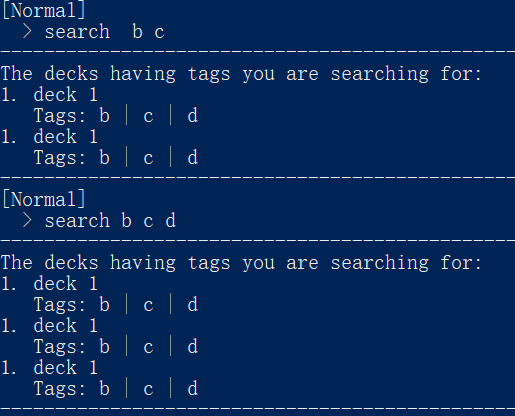 [Normal]
> search  b c
The decks having tags you are searching for:
1. deck 1
Tags: b | c | d
1. deck 1
Tags: b | c | d
[Normal]
> search b c d
The decks having tags you are searching for:
1. deck 1
Tags: b | c | d
1. deck 1
Tags: b | c | d
1. deck 1
Tags: b | c | d